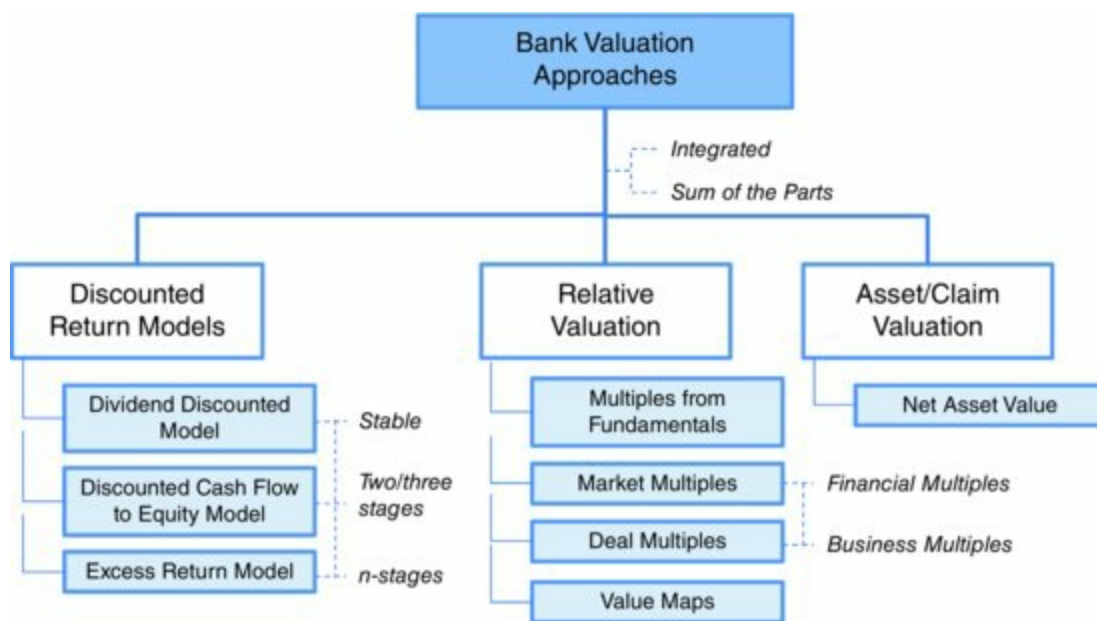 Bank Valuation
Approaches
Integrated
Sum of the Parts
Discounted
Return Models
Relative
Valuation
Asset/Claim
Valuation
Dividend Discounted
Model
Stable
Discounted Cash Flow
to Equity Model
Two/three
stages
Excess Return Model
n-stages
Multiples from
Fundamentals
Market Multiples
Financial Multiples
Deal Multiples
Business Multiples
Value Maps
Net Asset Value